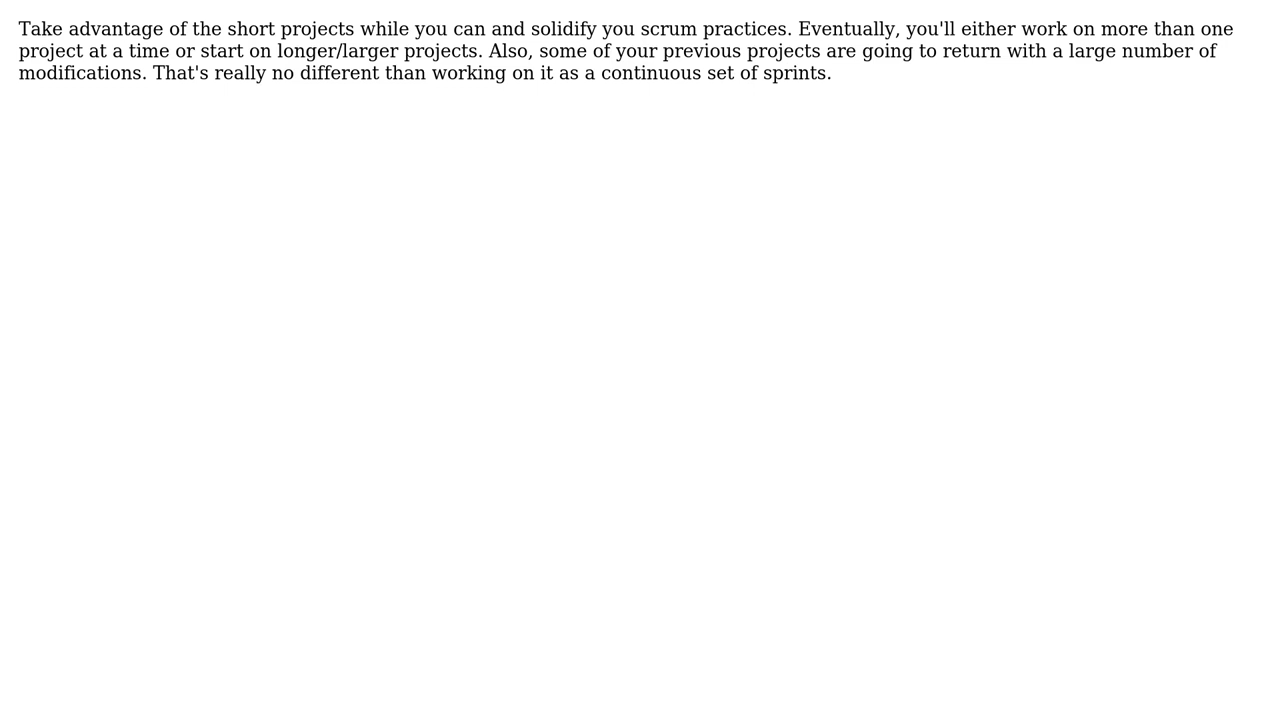 Take advantage of the short projects while you can and solidify you scrum practices. Eventually, you'll either work on more than one
project at a time or start on longer/larger projects. Also, some of your previous projects are going to return with a large number of
modifications. That's really no different than working on it as a continuous set of sprints.